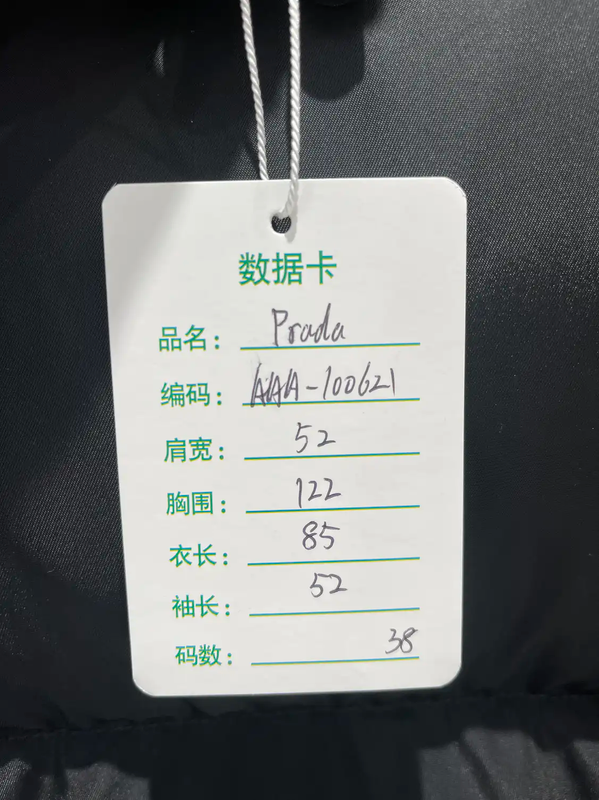 数据卡
品名： Prada
编码： AAA-100621
肩宽： 52
胸围： 122
衣长： 85
袖长： 52
码数： 38